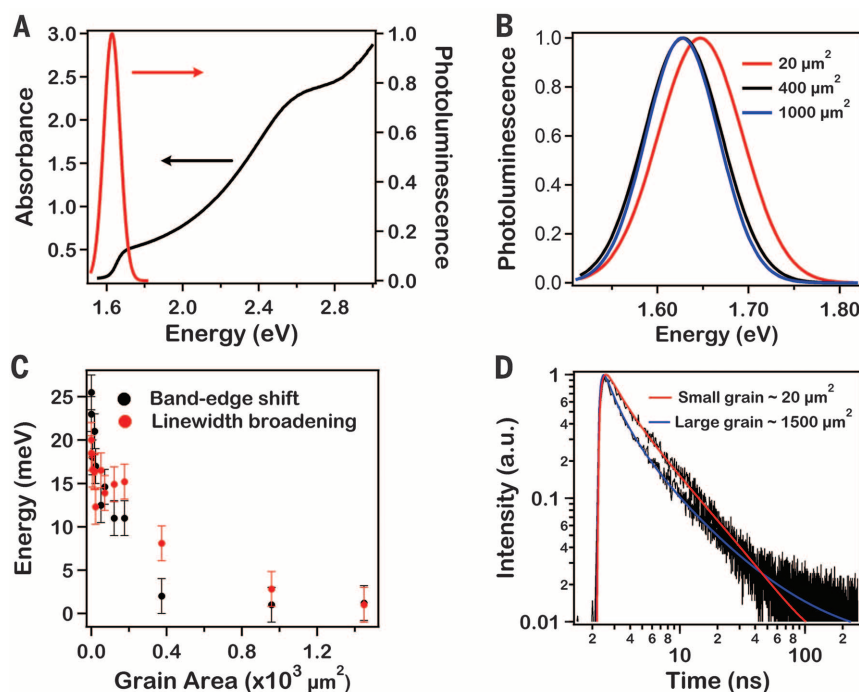 A
Absorbance
3.0
2.5
2.0
1.5
1.0
0.5
1.6
2.0
2.4
2.8
Energy (eV)
1.0
0.8
0.6
0.4
0.2
0.0
Photoluminescence
B
Photoluminescence
1.0
0.8
0.6
0.4
0.2
0.0
1.60
1.70
1.80
Energy (eV)
20 µm2
400 µm2
1000 µm2
C
Energy (meV)
25
20
15
10
5
0
0.0
0.4
0.8
1.2
Grain Area (x10³ µm²)
Band-edge shift
Linewidth broadening
D
Intensity (a.u.)
1
8
6
4
2
0.1
8
6
4
2
0.01
2
4
6
8
10
2
4
6
8
100
2
Time (ns)
Small grain ~ 20 µm²
Large grain ~ 1500 µm²